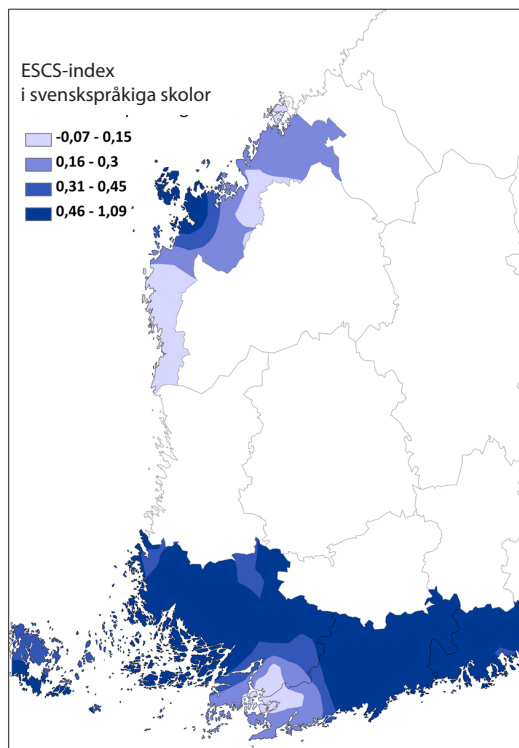 ESCS-index
i svenskspråkiga skolor
-0,07 - 0,15
0,16 - 0,3
0,31 - 0,45
0,46 - 1,09